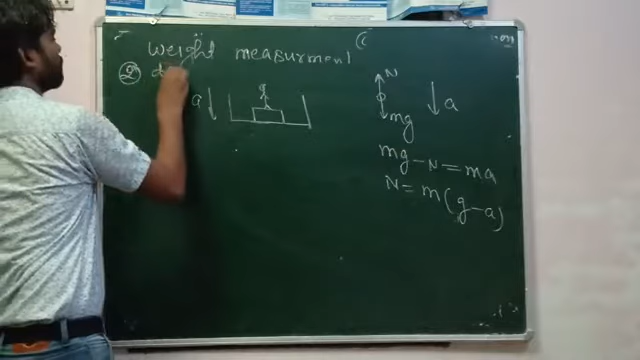 weight measurment
②
a
N
mg
a
mg - N = ma
N = m(g-a)